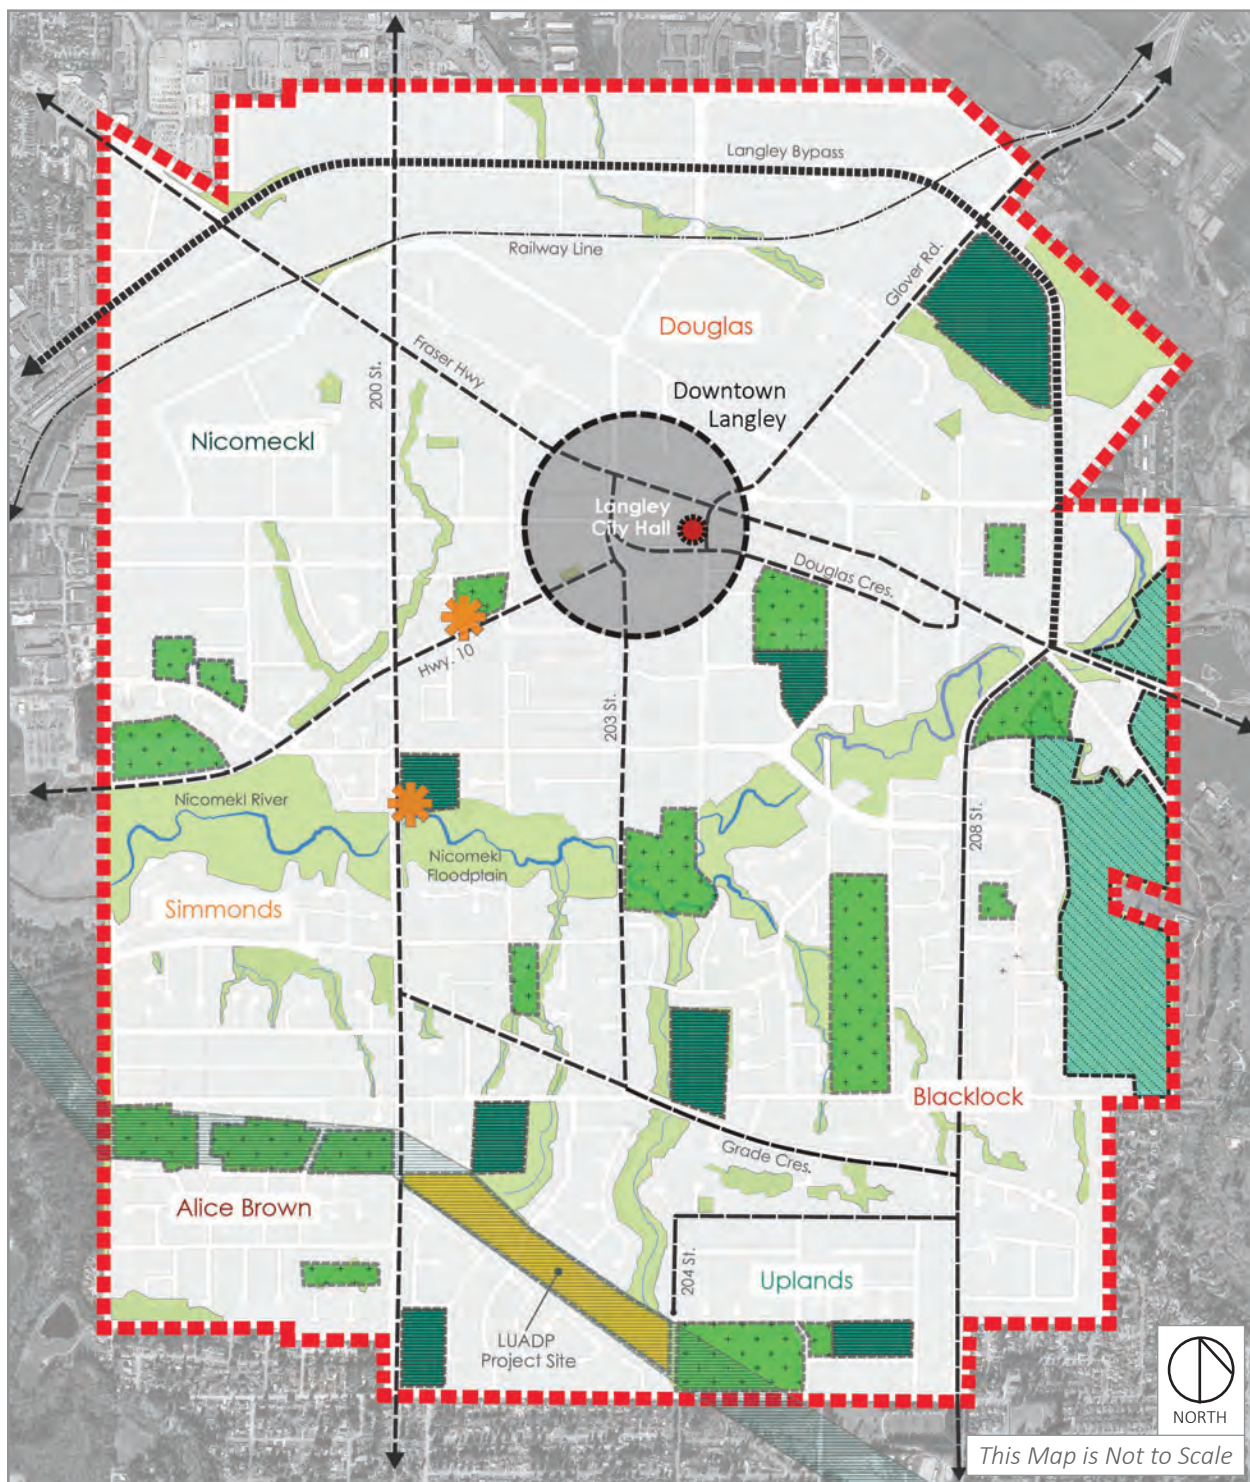 Langley Bypass
Railway Line
Glover Rd.
Douglas
Fraser Hwy
200 St.
Downtown
Langley
Nicomeckl
Langley
City Hall
Douglas Cres.
Hwy. 10
203 St.
Nicomekl River
208 St.
Nicomekl
Floodplain
Simmonds
Blacklock
Grade Cres.
Alice Brown
204 St.
Uplands
LUADP
Project Site
NORTH
This Map is Not to Scale